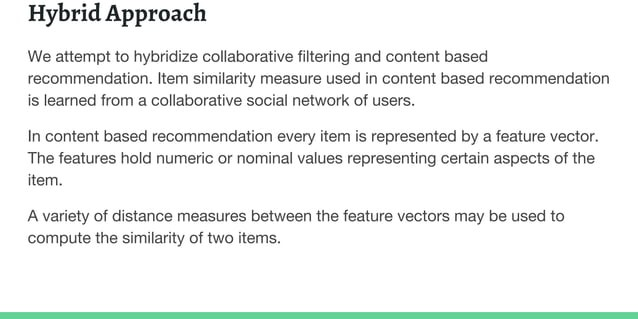 Hybrid Approach
We attempt to hybridize collaborative filtering and content based
recommendation. Item similarity measure used in content based recommendation
is learned from a collaborative social network of users.
In content based recommendation every item is represented by a feature vector.
The features hold numeric or nominal values representing certain aspects of the
item.
A variety of distance measures between the feature vectors may be used to
compute the similarity of two items.